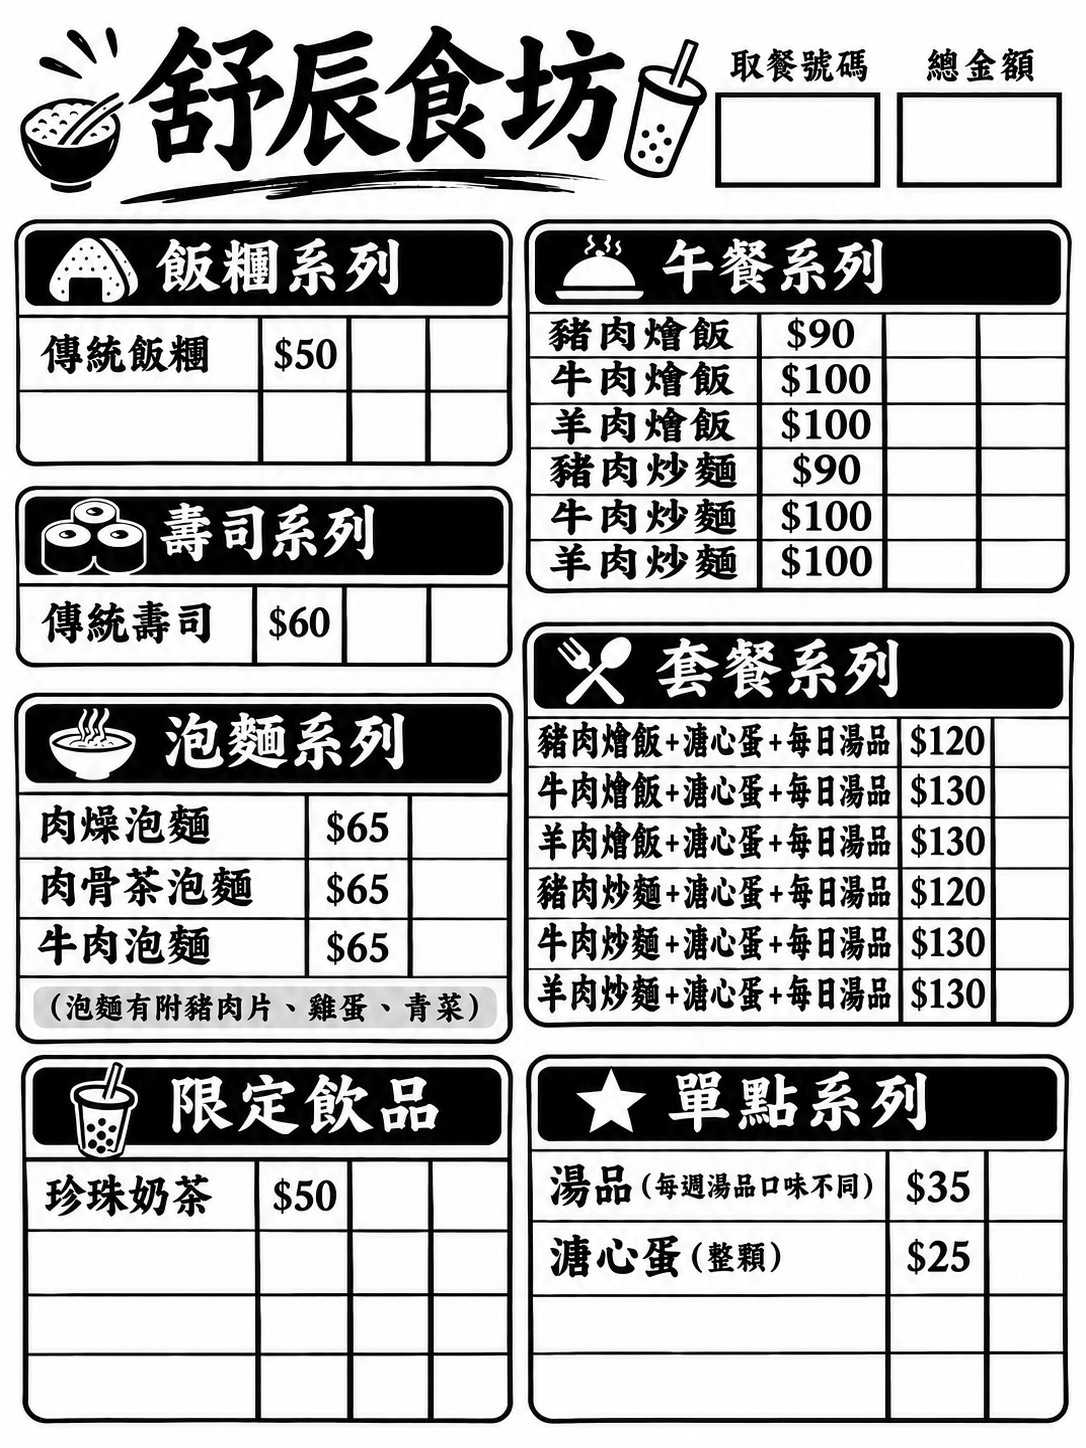 舒辰食坊
取餐號碼
總金額
飯糰系列
傳統飯糰 $50
壽司系列
傳統壽司 $60
泡麵系列
肉燥泡麵 $65
肉骨茶泡麵 $65
牛肉泡麵 $65
(泡麵有附豬肉片、雞蛋、青菜)
限定飲品
珍珠奶茶 $50
午餐系列
豬肉燴飯 $90
牛肉燴飯 $100
羊肉燴飯 $100
豬肉炒麵 $90
牛肉炒麵 $100
羊肉炒麵 $100
套餐系列
豬肉燴飯+溏心蛋+每日湯品 $120
牛肉燴飯+溏心蛋+每日湯品 $130
羊肉燴飯+溏心蛋+每日湯品 $130
豬肉炒麵+溏心蛋+每日湯品 $120
牛肉炒麵+溏心蛋+每日湯品 $130
羊肉炒麵+溏心蛋+每日湯品 $130
單點系列
湯品(每週湯品口味不同) $35
溏心蛋(整顆) $25